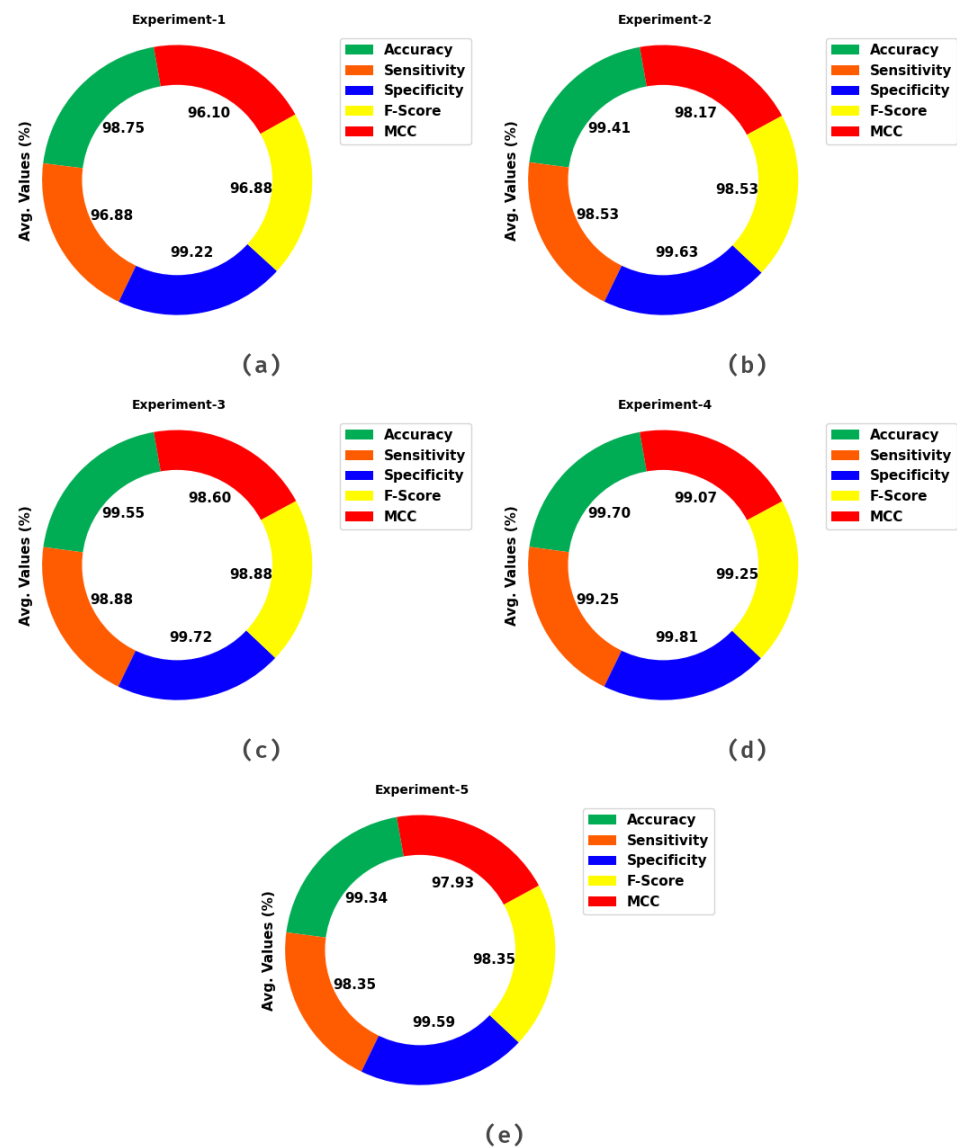 Experiment-1
Avg. Values (%)
98.75
96.10
96.88
96.88
99.22
Accuracy
Sensitivity
Specificity
F-Score
MCC
(a)
Experiment-2
Avg. Values (%)
99.41
98.17
98.53
98.53
99.63
Accuracy
Sensitivity
Specificity
F-Score
MCC
(b)
Experiment-3
Avg. Values (%)
99.55
98.60
98.88
98.88
99.72
Accuracy
Sensitivity
Specificity
F-Score
MCC
(c)
Experiment-4
Avg. Values (%)
99.70
99.07
99.25
99.25
99.81
Accuracy
Sensitivity
Specificity
F-Score
MCC
(d)
Experiment-5
Avg. Values (%)
99.34
97.93
98.35
98.35
99.59
Accuracy
Sensitivity
Specificity
F-Score
MCC
(e)